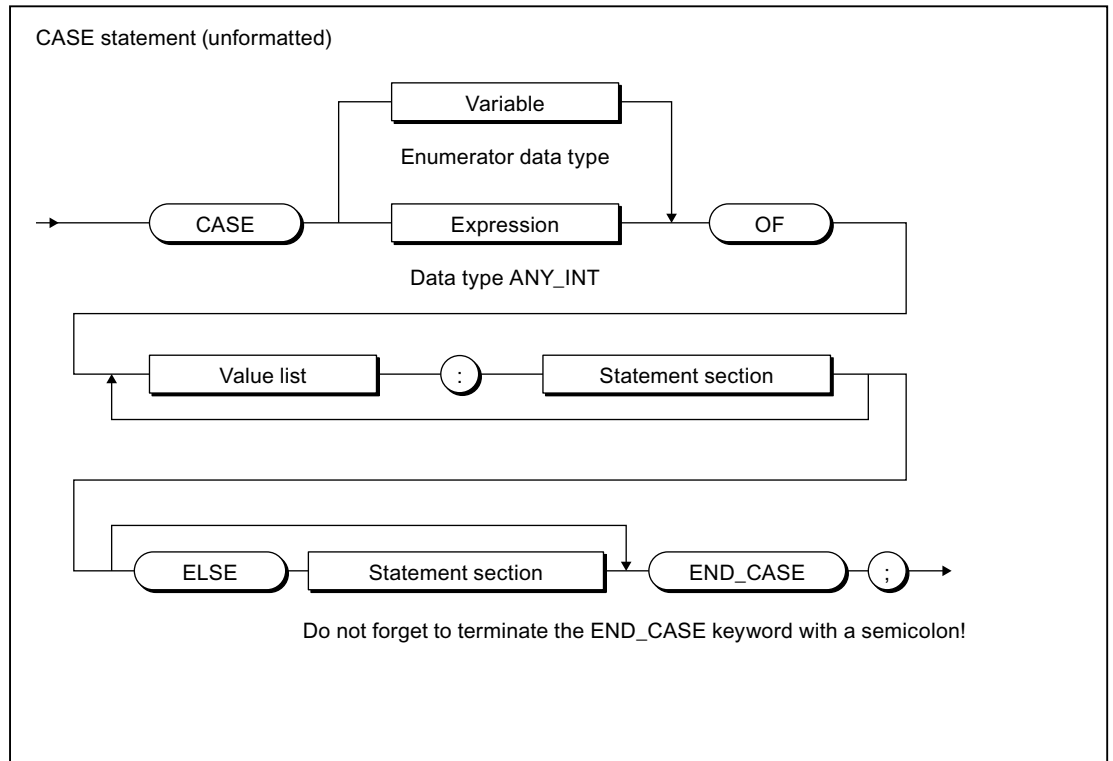 CASE statement (unformatted)
Variable
Enumerator data type
CASE
Expression
OF
Data type ANY_INT
Value list
:
Statement section
ELSE
Statement section
END_CASE
;
Do not forget to terminate the END_CASE keyword with a semicolon!